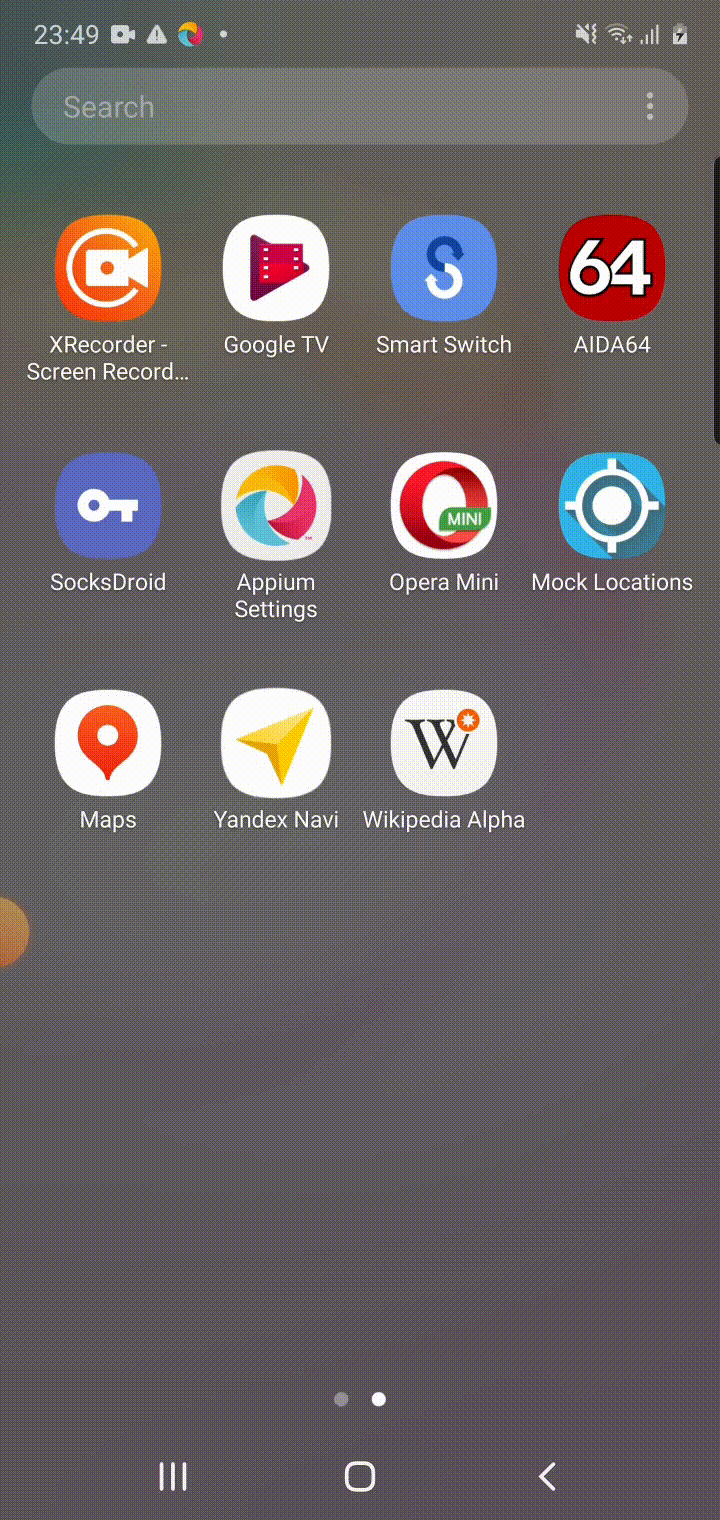 23:49
Search
64
XRecorder -
Screen Record...
Google TV
Smart Switch
AIDA64
MINI
SocksDroid
Appium
Settings
Opera Mini
Mock Locations
W
Maps
Yandex Navi
Wikipedia Alpha